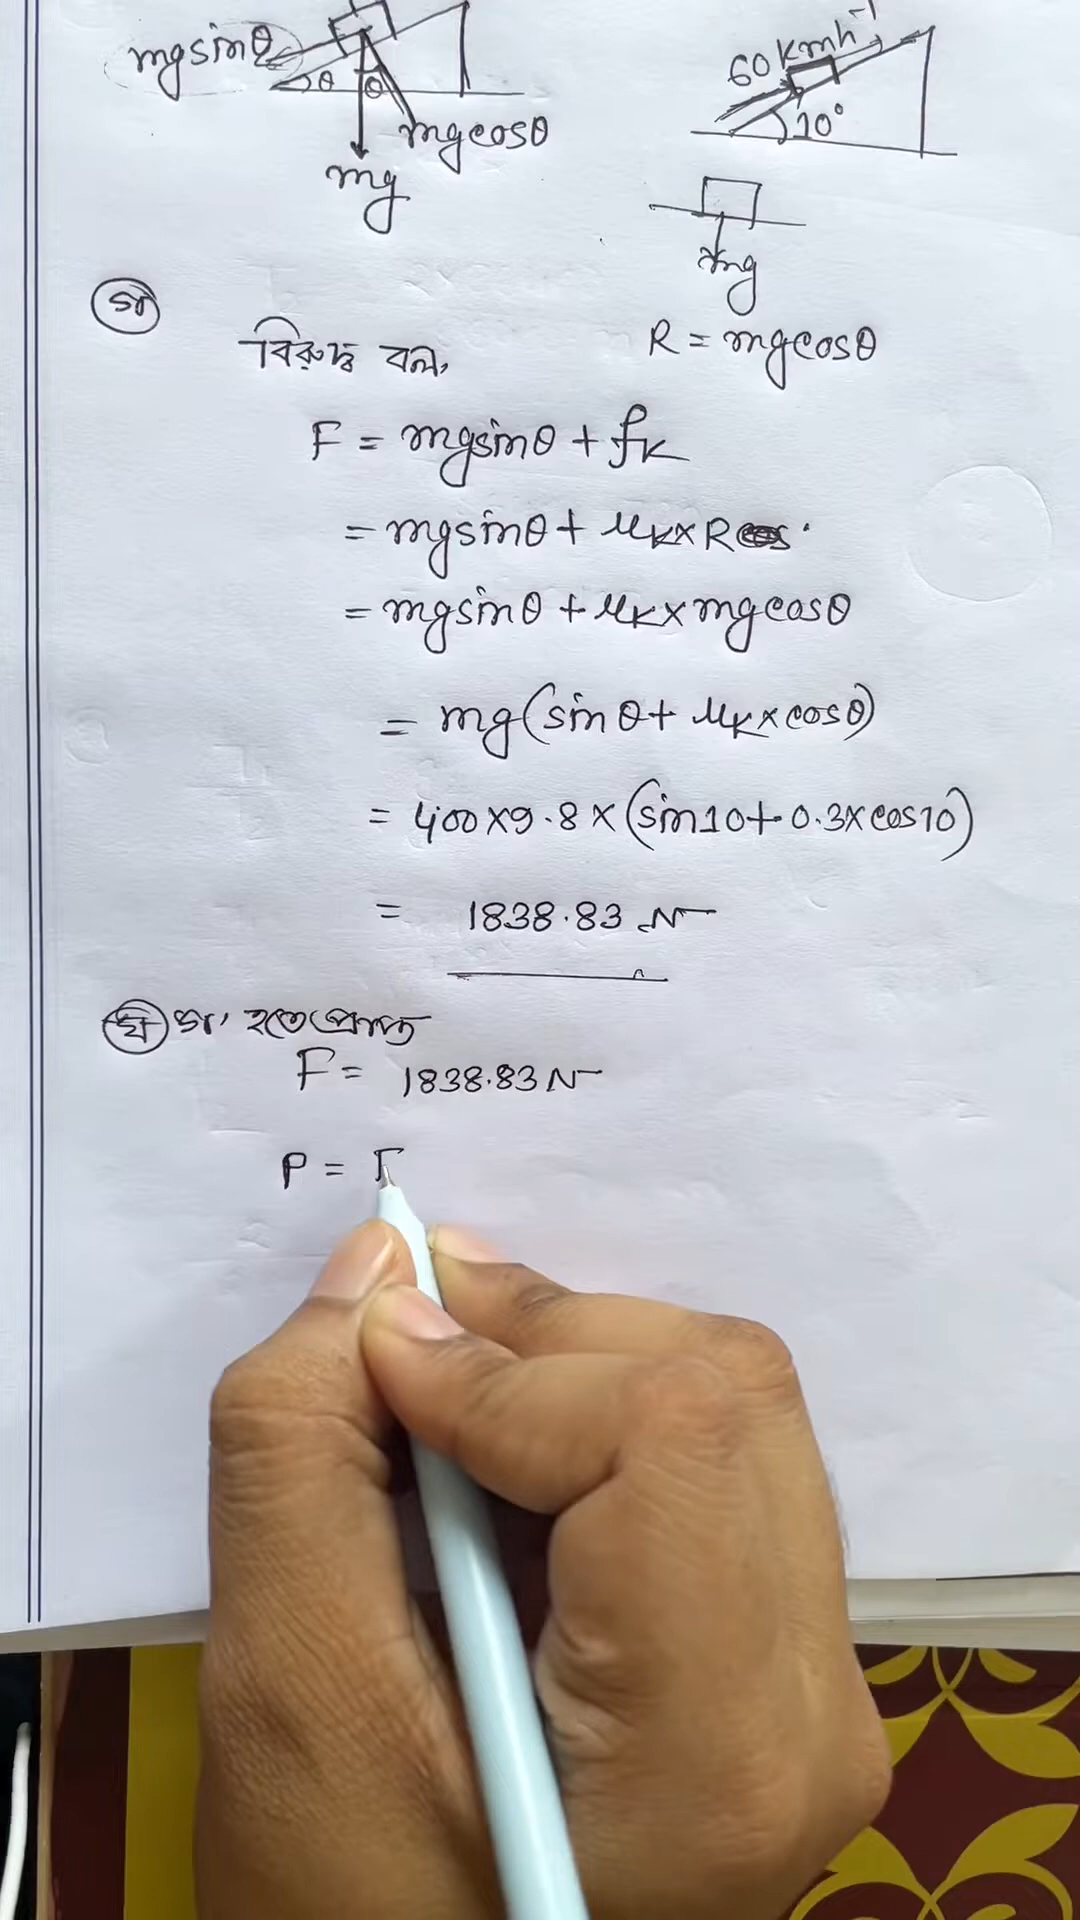 mgsinθ
θ
θ
mgcosθ
mg
60 kmh⁻¹
10°
mg
গ
বিরুদ্ধ বল,
R = mgcosθ
F = mgsinθ + fk
= mgsinθ + μk×R
= mgsinθ + μk×mgcosθ
= mg(sinθ + μk×cosθ)
= 400×9.8×(sin10+0.3×cos10)
= 1838.83 N
ঘ গ, হতে প্রাপ্ত
F = 1838.83 N
P = F